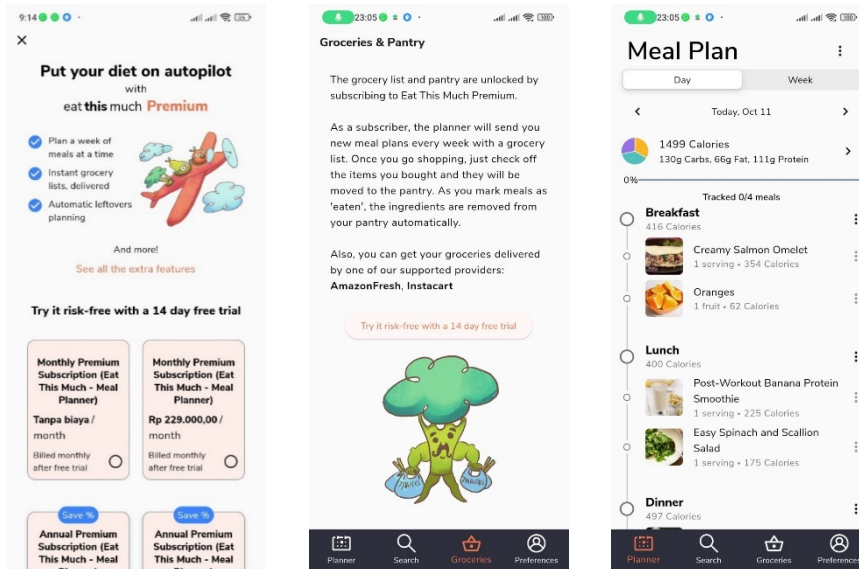 9:14
Put your diet on autopilot
with
eat this much Premium
Plan a week of
meals at a time
Instant grocery
lists, delivered
Automatic leftovers
planning
And more!
See all the extra features
Try it risk-free with a 14 day free trial
Monthly Premium
Subscription (Eat
This Much - Meal
Planner)
Tanpa biaya /
month
Billed monthly
after free trial
Monthly Premium
Subscription (Eat
This Much - Meal
Planner)
Rp 229.000,00 /
month
Billed monthly
after free trial
Save %
Annual Premium
Subscription (Eat
This Much - Meal
Save %
Annual Premium
Subscription (Eat
This Much - Meal
23:05
Groceries & Pantry
The grocery list and pantry are unlocked by
subscribing to Eat This Much Premium.
As a subscriber, the planner will send you
new meal plans every week with a grocery
list. Once you go shopping, just check off
the items you bought and they will be
moved to the pantry. As you mark meals as
'eaten', the ingredients are removed from
your pantry automatically.
Also, you can get your groceries delivered
by one of our supported providers:
AmazonFresh, Instacart
Try it risk-free with a 14 day free trial
THANKS
Planner
Search
Groceries
Preferences
23:05
Meal Plan
Day
Week
Today, Oct 11
1499 Calories
130g Carbs, 66g Fat, 111g Protein
0%
Tracked 0/4 meals
Breakfast
416 Calories
Creamy Salmon Omelet
1 serving • 354 Calories
Oranges
1 fruit • 62 Calories
Lunch
400 Calories
Post-Workout Banana Protein
Smoothie
1 serving • 225 Calories
Easy Spinach and Scallion
Salad
1 serving • 175 Calories
Dinner
497 Calories
Planner
Search
Groceries
Preferences